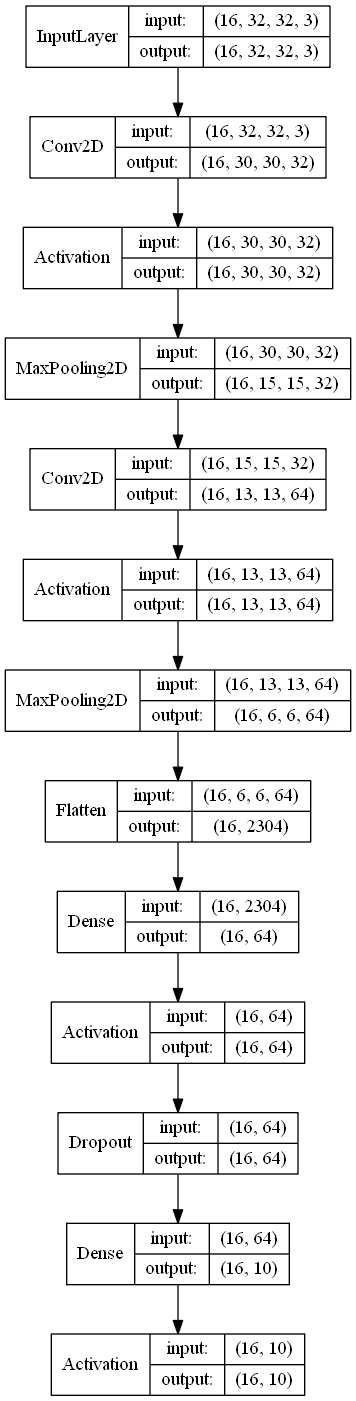 InputLayer
input: (16, 32, 32, 3)
output: (16, 32, 32, 3)
Conv2D
input: (16, 32, 32, 3)
output: (16, 30, 30, 32)
Activation
input: (16, 30, 30, 32)
output: (16, 30, 30, 32)
MaxPooling2D
input: (16, 30, 30, 32)
output: (16, 15, 15, 32)
Conv2D
input: (16, 15, 15, 32)
output: (16, 13, 13, 64)
Activation
input: (16, 13, 13, 64)
output: (16, 13, 13, 64)
MaxPooling2D
input: (16, 13, 13, 64)
output: (16, 6, 6, 64)
Flatten
input: (16, 6, 6, 64)
output: (16, 2304)
Dense
input: (16, 2304)
output: (16, 64)
Activation
input: (16, 64)
output: (16, 64)
Dropout
input: (16, 64)
output: (16, 64)
Dense
input: (16, 64)
output: (16, 10)
Activation
input: (16, 10)
output: (16, 10)